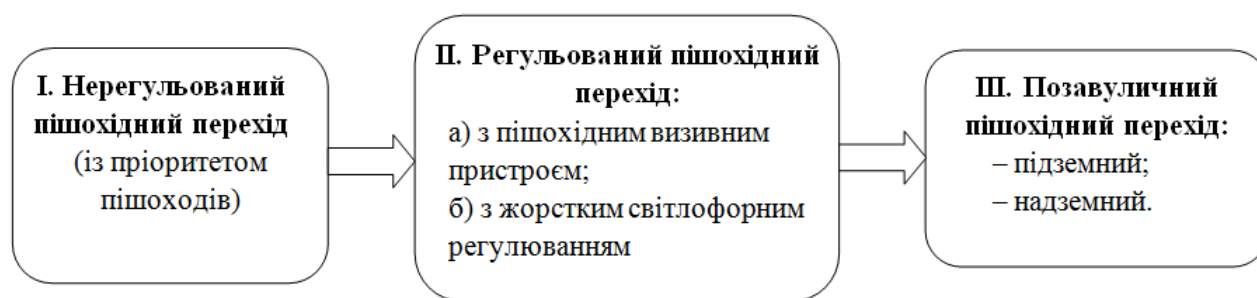 І. Нерегульований
пішохідний перехід
(із пріоритетом
пішоходів)
ІІ. Регульований пішохідний
перехід:
а) з пішохідним визивним
пристроєм;
б) з жорстким світлофорним
регулюванням
ІІІ. Позавуличний
пішохідний перехід:
– підземний;
– надземний.